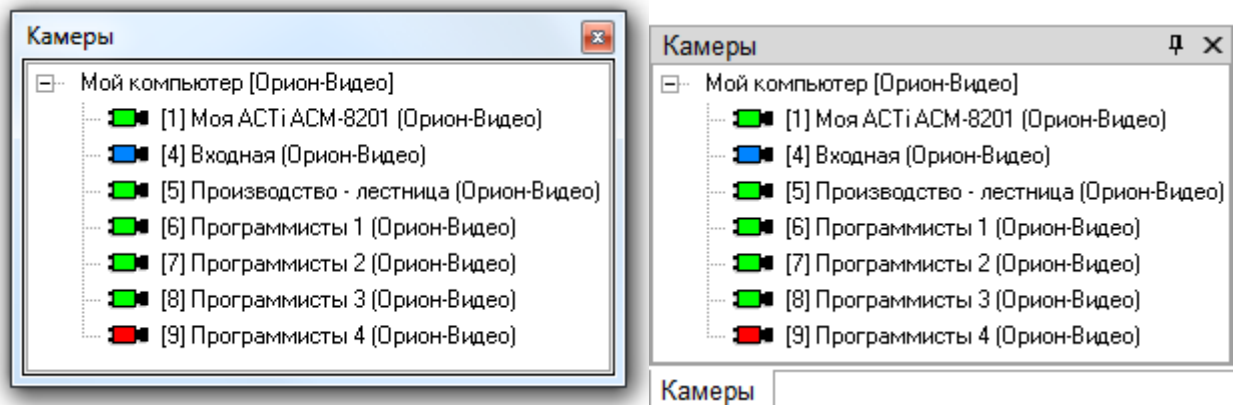 Камеры
Мой компьютер [Орион-Видео]
[1] Моя ACTi ACM-8201 (Орион-Видео)
[4] Входная (Орион-Видео)
[5] Производство - лестница (Орион-Видео)
[6] Программисты 1 (Орион-Видео)
[7] Программисты 2 (Орион-Видео)
[8] Программисты 3 (Орион-Видео)
[9] Программисты 4 (Орион-Видео)
Камеры
Мой компьютер [Орион-Видео]
[1] Моя ACTi ACM-8201 (Орион-Видео)
[4] Входная (Орион-Видео)
[5] Производство - лестница (Орион-Видео)
[6] Программисты 1 (Орион-Видео)
[7] Программисты 2 (Орион-Видео)
[8] Программисты 3 (Орион-Видео)
[9] Программисты 4 (Орион-Видео)
Камеры